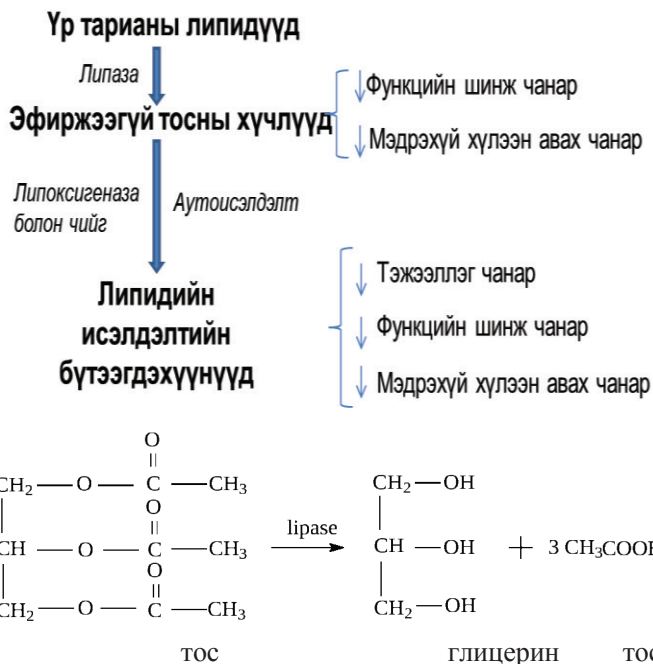 Үр тарианы липидүүд
Липаза
Эфиржээгүй тосны хүчлүүд
Функцийн шинж чанар
Мэдрэхүй хүлээн авах чанар
Липоксигеназа
болон чийг
Аутоисэлдэлт
Липидийн
исэлдэлтийн
бүтээгдэхүүнүүд
Тэжээллэг чанар
Функцийн шинж чанар
Мэдрэхүй хүлээн авах чанар
O
CH₂ — O — C — CH₃
O
CH — O — C — CH₃
O
CH₂ — O — C — CH₃
lipase
CH₂ — OH
CH — OH
CH₂ — OH
+ 3 CH₃COO
тос
глицерин